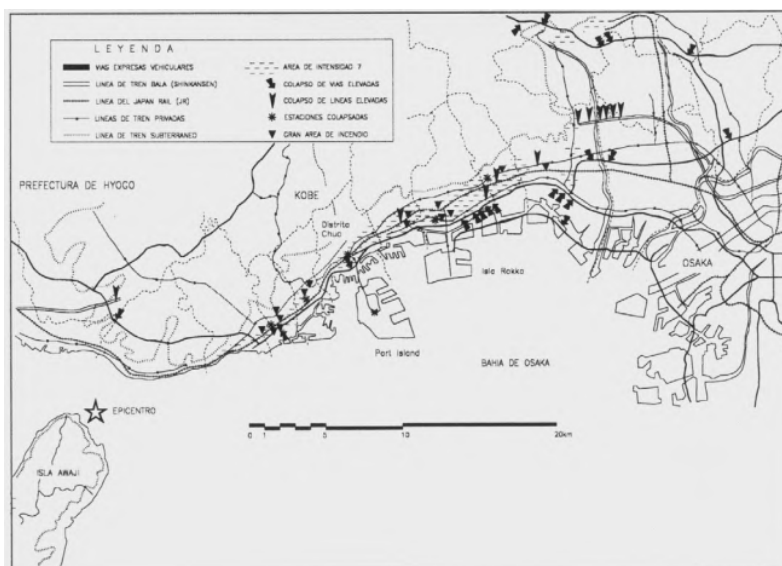 LEYENDA
VIAS EXPRESAS VEHICULARES
LINEA DE TREN BALA (SHINKANSEN)
LINEA DEL JAPAN RAIL (JR)
LINEAS DE TREN PRIVADAS
LINEA DE TREN SUBTERRANEO
AREA DE INTENSIDAD 7
COLAPSO DE VIAS ELEVADAS
COLAPSO DE LINEAS ELEVADAS
ESTACIONES COLAPSADAS
GRAN AREA DE INCENDIO
PREFECTURA DE HYOGO
KOBE
Distrito
Chuo
OSAKA
Isla Rokko
Port Island
BAHIA DE OSAKA
EPICENTRO
ISLA AWAJI
0 1 5 10 20km